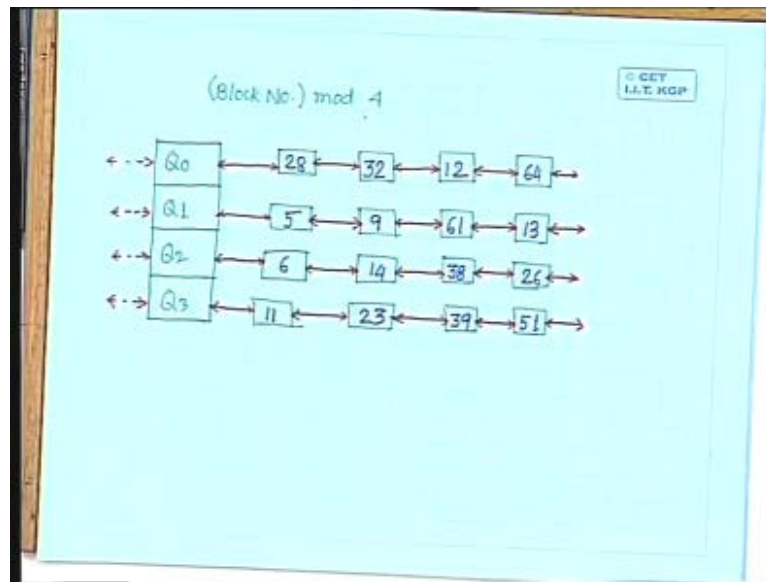 (Block No.) mod 4
© CET
I.I.T. KGP
Q0 28 32 12 64
Q1 5 9 61 13
Q2 6 14 38 26
Q3 11 23 39 51